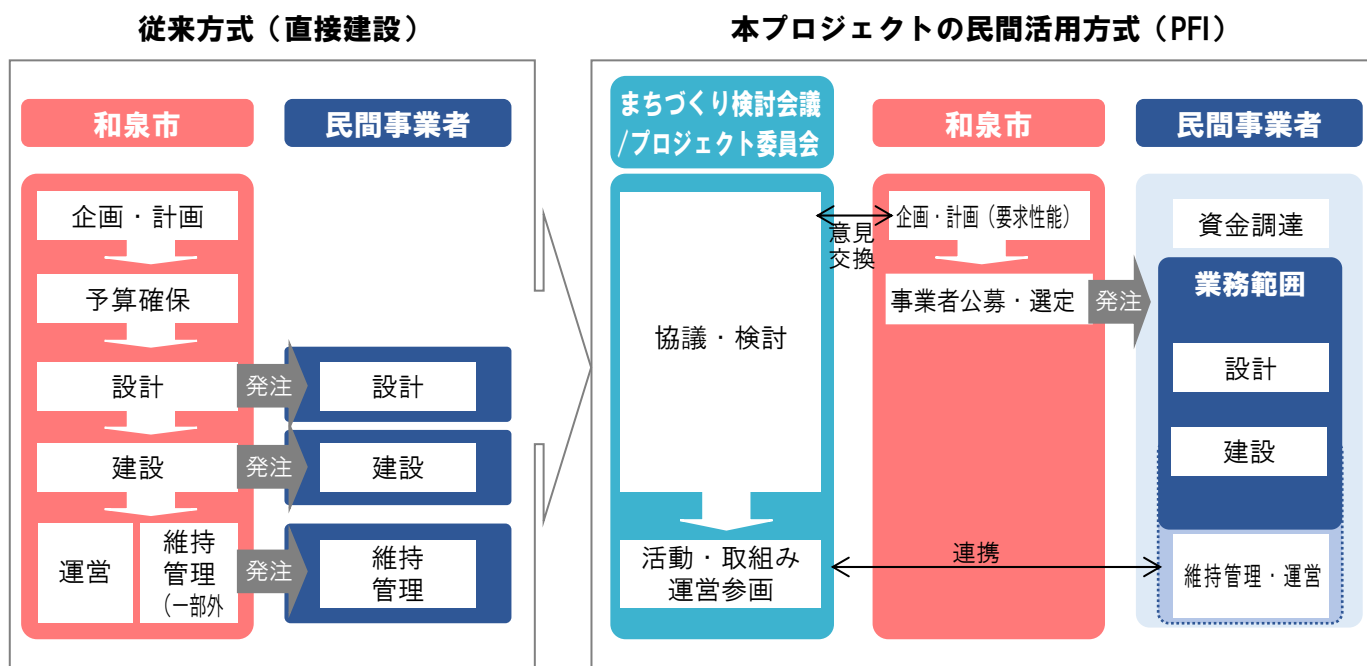 従来方式（直接建設）
和泉市
民間事業者
企画・計画
予算確保
設計
発注
設計
建設
発注
建設
運営
維持
管理
（一部外
発注
維持
管理
本プロジェクトの民間活用方式（PFI）
まちづくり検討会議
/プロジェクト委員会
和泉市
民間事業者
協議・検討
意見
交換
企画・計画（要求性能）
事業者公募・選定
発注
資金調達
業務範囲
設計
建設
活動・取組み
運営参画
連携
維持管理・運営